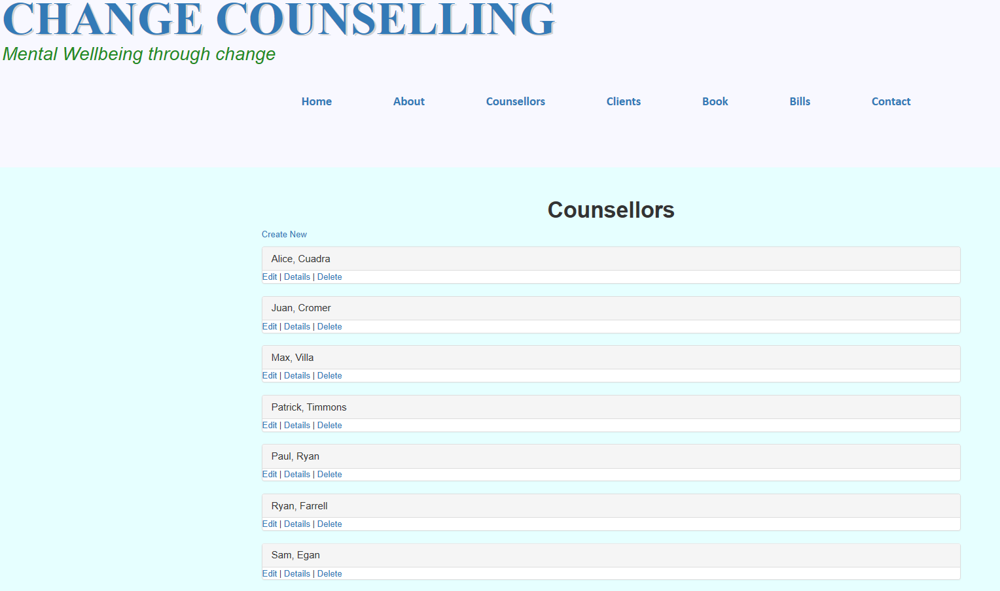 CHANGE COUNSELLING
Mental Wellbeing through change
Home About Counsellors Clients Book Bills Contact
Counsellors
Create New
Alice, Cuadra
Edit | Details | Delete
Juan, Cromer
Edit | Details | Delete
Max, Villa
Edit | Details | Delete
Patrick, Timmons
Edit | Details | Delete
Paul, Ryan
Edit | Details | Delete
Ryan, Farrell
Edit | Details | Delete
Sam, Egan
Edit | Details | Delete